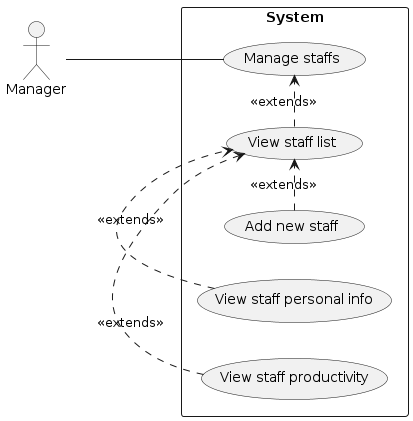 System
Manage staffs
Manager
«extends»
View staff list
«extends»
Add new staff
«extends»
View staff personal info
«extends»
View staff productivity